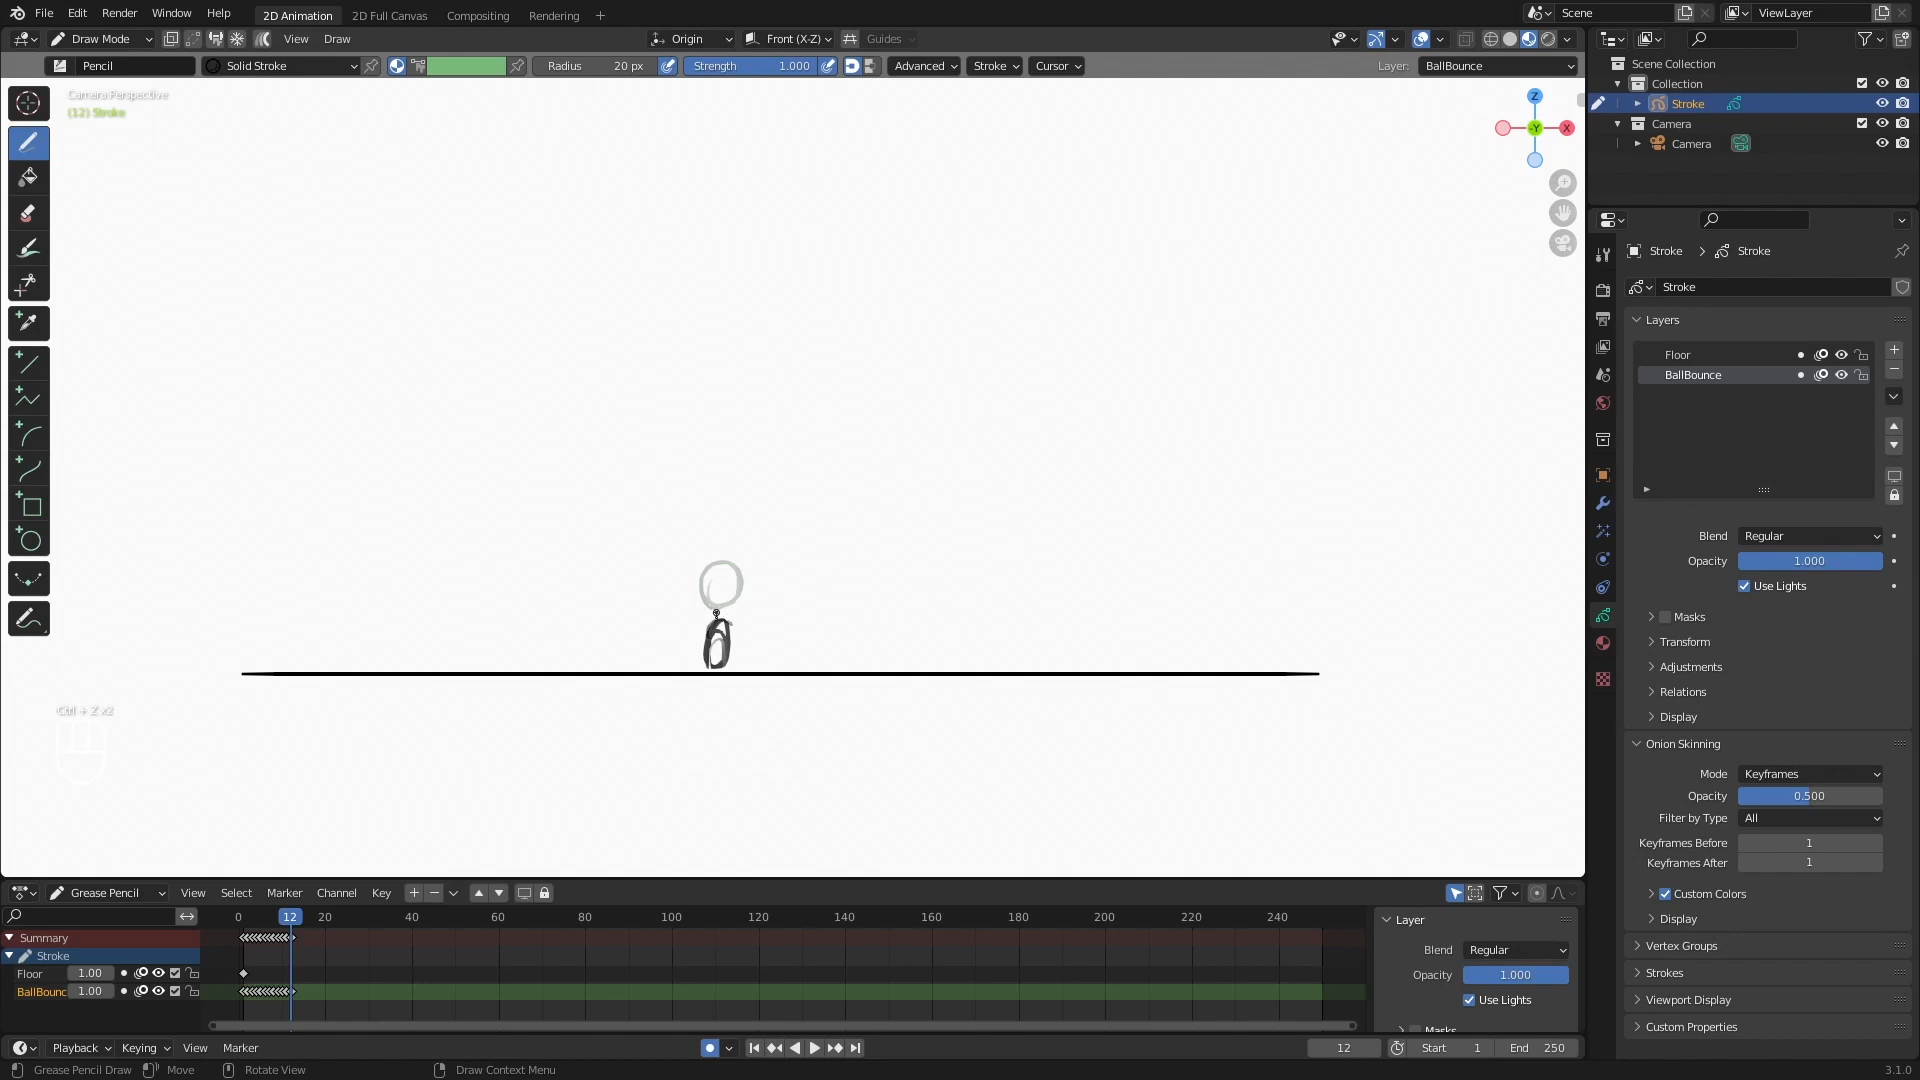 File Edit Render Window Help 2D Animation 2D Full Canvas Compositing Rendering + Scene ViewLayer
Draw Mode View Draw Origin Front (X-Z) Guides
Pencil Solid Stroke Radius 20 px Strength 1.000 Advanced Stroke Cursor Layer: BallBounce
Camera Perspective
(12) Stroke
Z
-Y X
Ctrl + Z x2
Scene Collection
Collection
Stroke
Camera
Camera
Stroke > Stroke
Stroke
Layers
Floor
BallBounce
Blend Regular
Opacity 1.000
Use Lights
Masks
Transform
Adjustments
Relations
Display
Onion Skinning
Mode Keyframes
Opacity 0.500
Filter by Type All
Keyframes Before 1
Keyframes After 1
Custom Colors
Display
Vertex Groups
Strokes
Viewport Display
Custom Properties
Grease Pencil View Select Marker Channel Key
0 12 20 40 60 80 100 120 140 160 180 200 220 240
Summary
Stroke
Floor 1.00
BallBounc 1.00
Layer
Blend Regular
Opacity 1.000
Use Lights
Masks
Playback Keying View Marker 12 Start 1 End 250
Grease Pencil Draw Move Rotate View Draw Context Menu 3.1.0